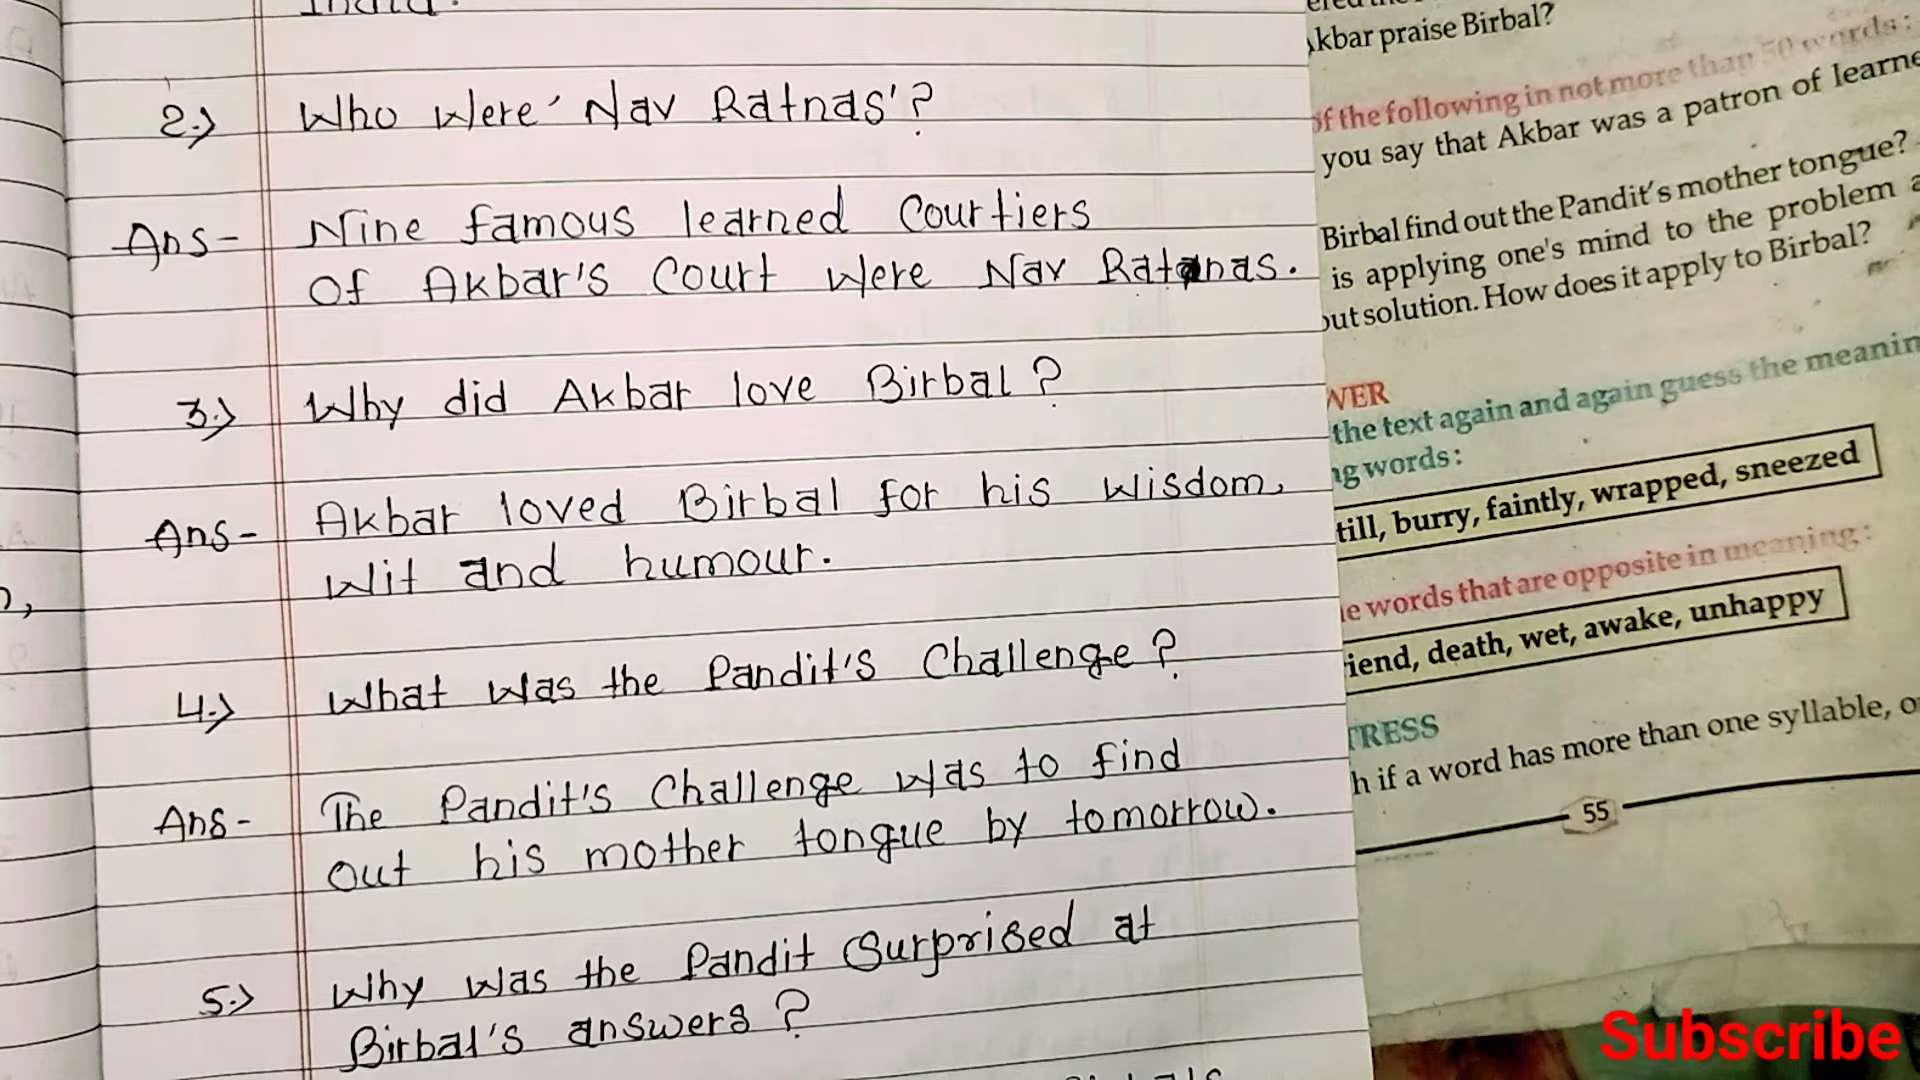 India.
2.) Who Were 'Nav Ratnas'?
Ans- Nine famous learned Courtiers
Of Akbar's Court Were Nav Ratanas.
3.) Why did Akbar love Birbal?
Ans- Akbar loved Birbal for his wisdom,
Wit and humour.
4.) What was the Pandit's Challenge?
Ans- The Pandit's Challenge was to find
out his mother tongue by tomorrow.
5.) Why was the Pandit Surprised at
Birbal's answers?
Akbar praise Birbal?
of the following in not more than 50 words:
you say that Akbar was a patron of learne
Birbal find out the Pandit's mother tongue?
is applying one's mind to the problem a
out solution. How does it apply to Birbal?
WER
the text again and again guess the meanin
ng words:
till, burry, faintly, wrapped, sneezed
e words that are opposite in meaning:
iend, death, wet, awake, unhappy
TRESS
h if a word has more than one syllable, o
55
Subscribe